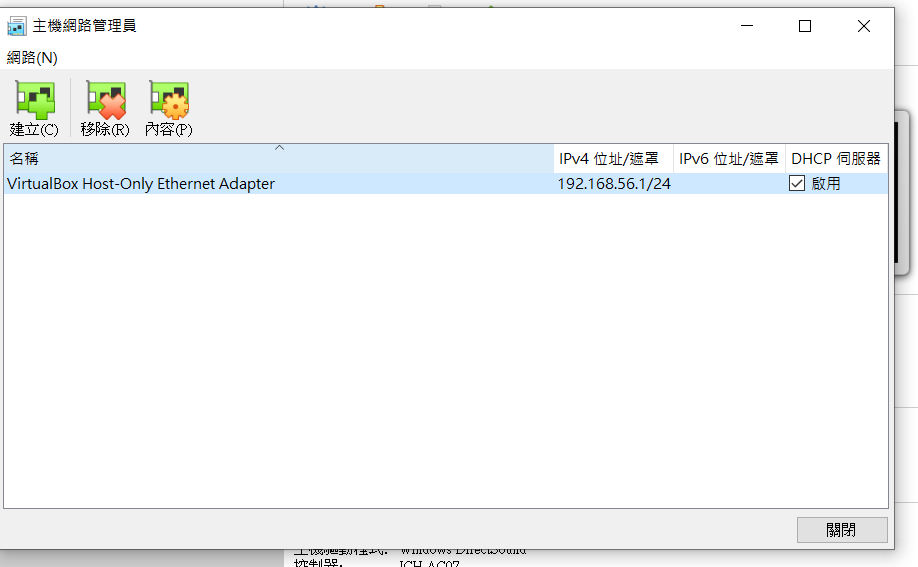 主機網路管理員
網路(N)
建立(C) 移除(R) 內容(P)
名稱 IPv4 位址/遮罩 IPv6 位址/遮罩 DHCP 伺服器
VirtualBox Host-Only Ethernet Adapter 192.168.56.1/24 啟用
關閉
主機驅動程式: Windows DirectSound
控制器: ICH AC97